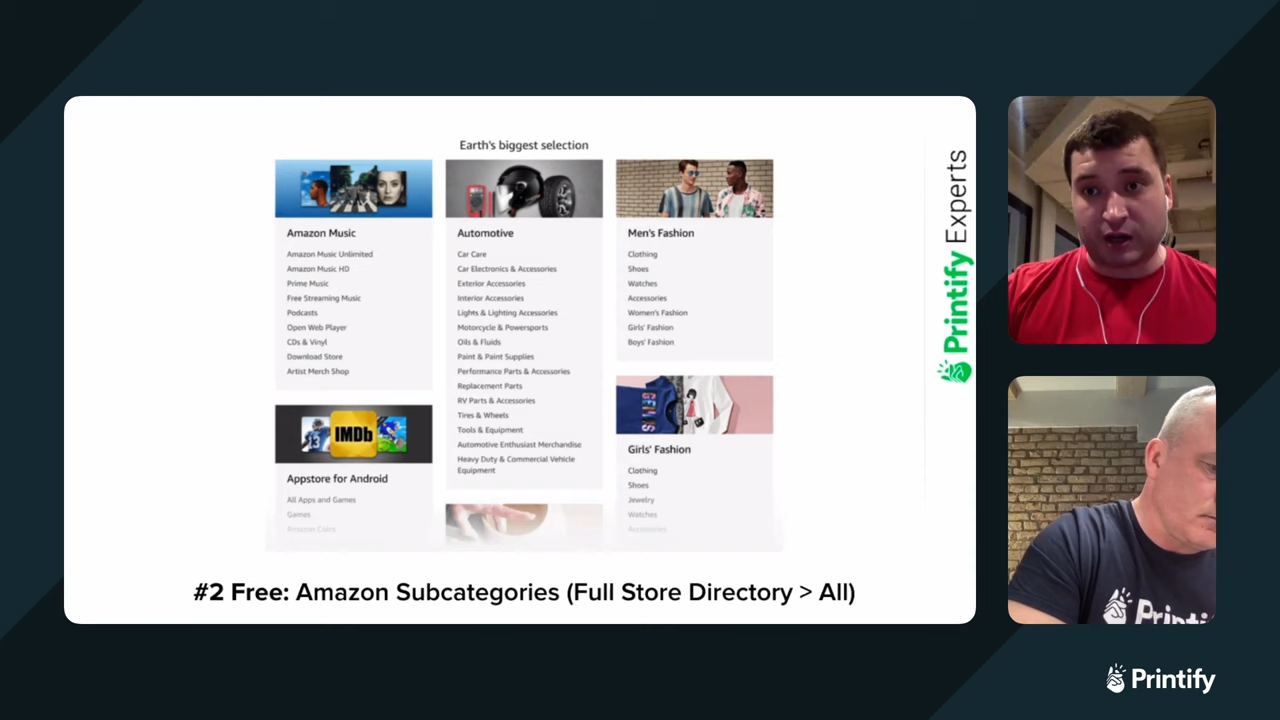 Earth's biggest selection
Amazon Music
Amazon Music Unlimited
Amazon Music HD
Prime Music
Free Streaming Music
Podcasts
Open Web Player
CDs & Vinyl
Download Store
Artist Merch Shop
IMDb
Appstore for Android
All Apps and Games
Games
Amazon Coins
Automotive
Car Care
Car Electronics & Accessories
Exterior Accessories
Interior Accessories
Lights & Lighting Accessories
Motorcycle & Powersports
Oils & Fluids
Paint & Paint Supplies
Performance Parts & Accessories
Replacement Parts
RV Parts & Accessories
Tires & Wheels
Tools & Equipment
Automotive Enthusiast Merchandise
Heavy Duty & Commercial Vehicle
Equipment
Men's Fashion
Clothing
Shoes
Watches
Accessories
Women's Fashion
Girls' Fashion
Boys' Fashion
Girls' Fashion
Clothing
Shoes
Jewelry
Watches
Accessories
Printify Experts
#2 Free: Amazon Subcategories (Full Store Directory > All)
Printify
Printify